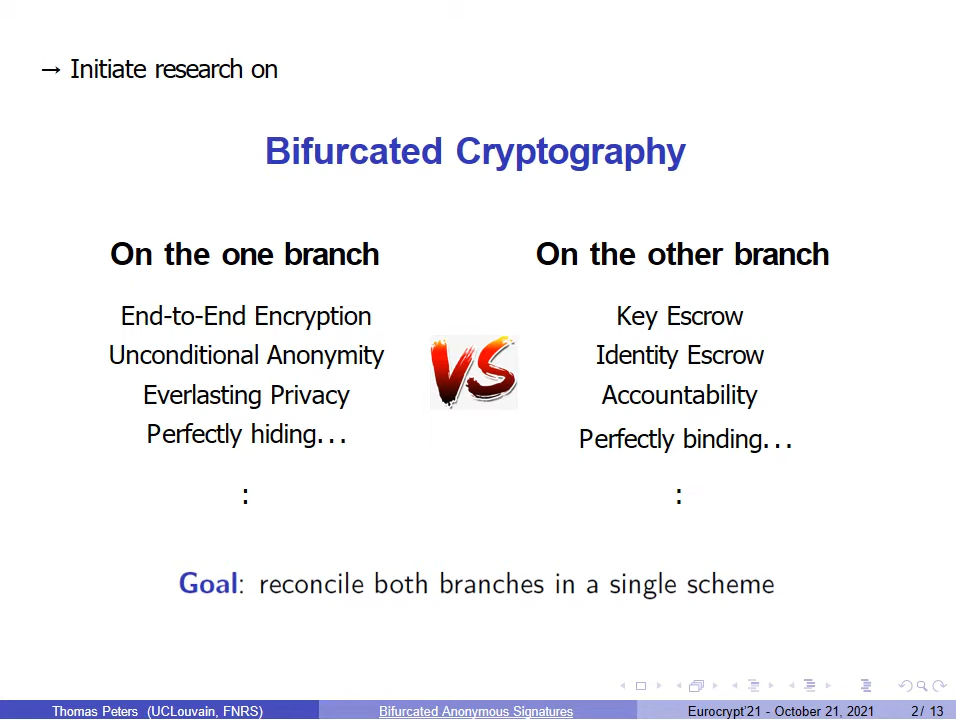 → Initiate research on
Bifurcated Cryptography
On the one branch
End-to-End Encryption
Unconditional Anonymity
Everlasting Privacy
Perfectly hiding...
:
VS
On the other branch
Key Escrow
Identity Escrow
Accountability
Perfectly binding...
:
Goal: reconcile both branches in a single scheme
Thomas Peters (UCLouvain, FNRS)
Bifurcated Anonymous Signatures
Eurocrypt'21 - October 21, 2021
2 / 13